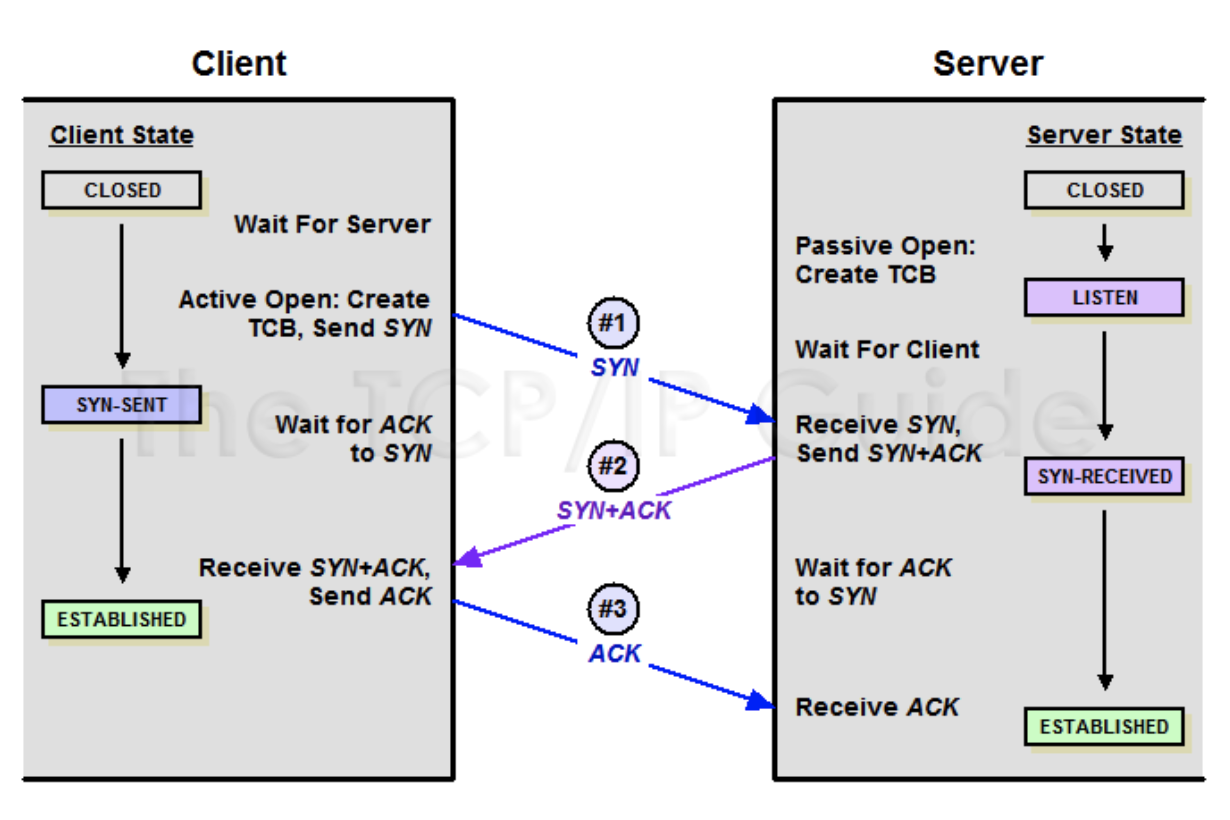 Client
Server
Client State
CLOSED
Wait For Server
Active Open: Create
TCB, Send SYN
SYN-SENT
Wait for ACK
to SYN
Receive SYN+ACK,
Send ACK
ESTABLISHED
#1
SYN
#2
SYN+ACK
#3
ACK
Server State
CLOSED
Passive Open:
Create TCB
LISTEN
Wait For Client
Receive SYN,
Send SYN+ACK
SYN-RECEIVED
Wait for ACK
to SYN
Receive ACK
ESTABLISHED
The TCP/IP Guide